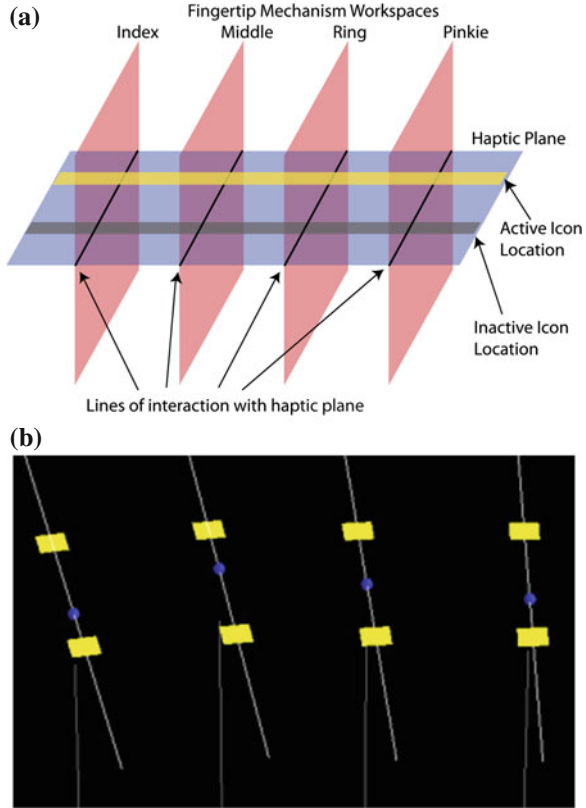 (a)
Fingertip Mechanism Workspaces
Index Middle Ring Pinkie
Haptic Plane
Active Icon
Location
Inactive Icon
Location
Lines of interaction with haptic plane
(b)